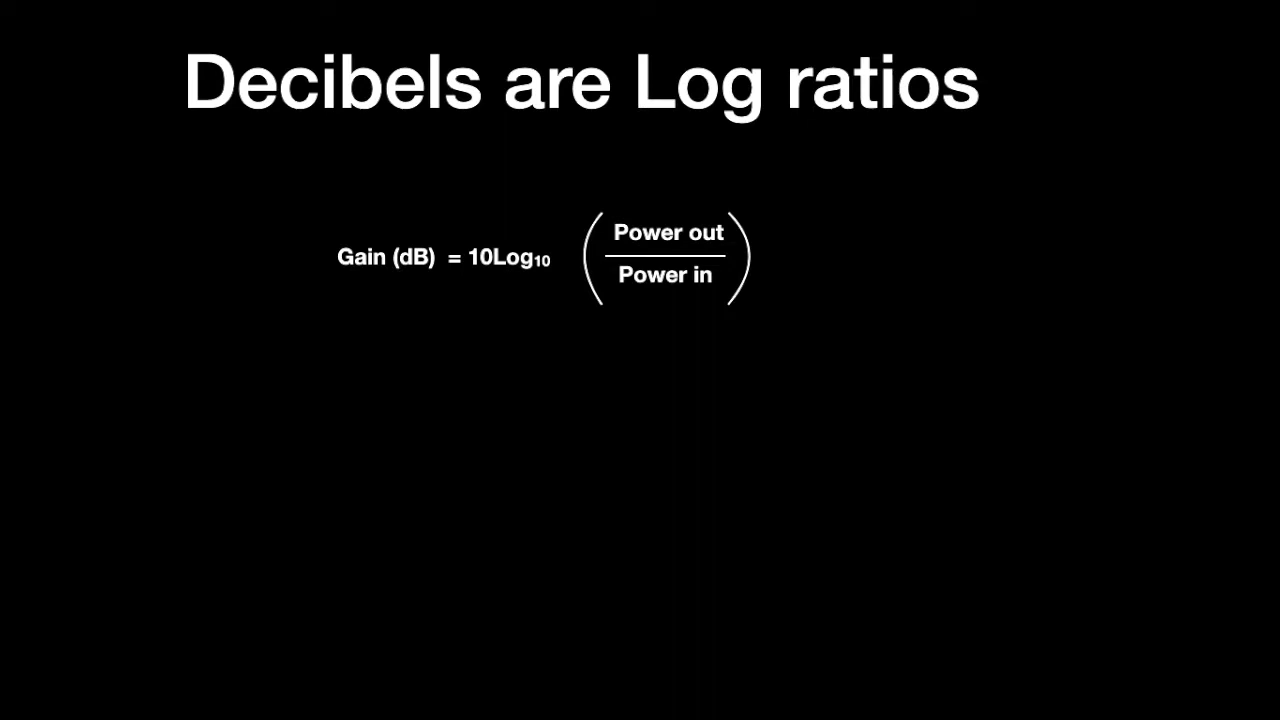 Decibels are Log ratios
Gain (dB) = 10Log₁₀ (Power out / Power in)